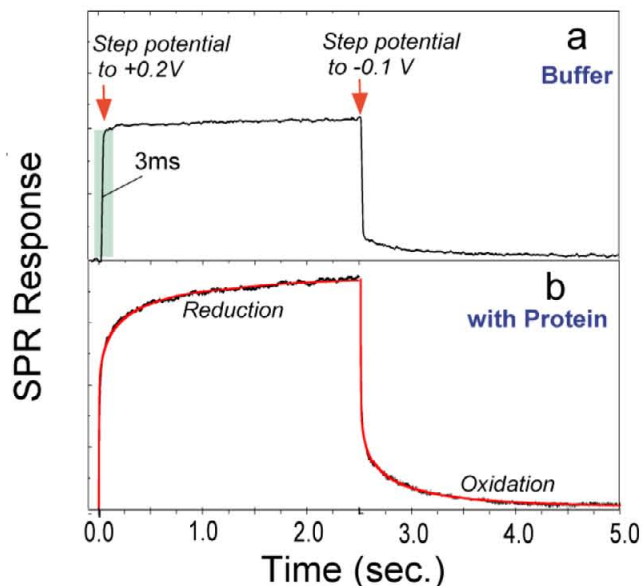 Step potential
to +0.2V
Step potential
to -0.1 V
a
Buffer
3ms
SPR Response
b
with Protein
Reduction
Oxidation
0.0 1.0 2.0 3.0 4.0 5.0
Time (sec.)